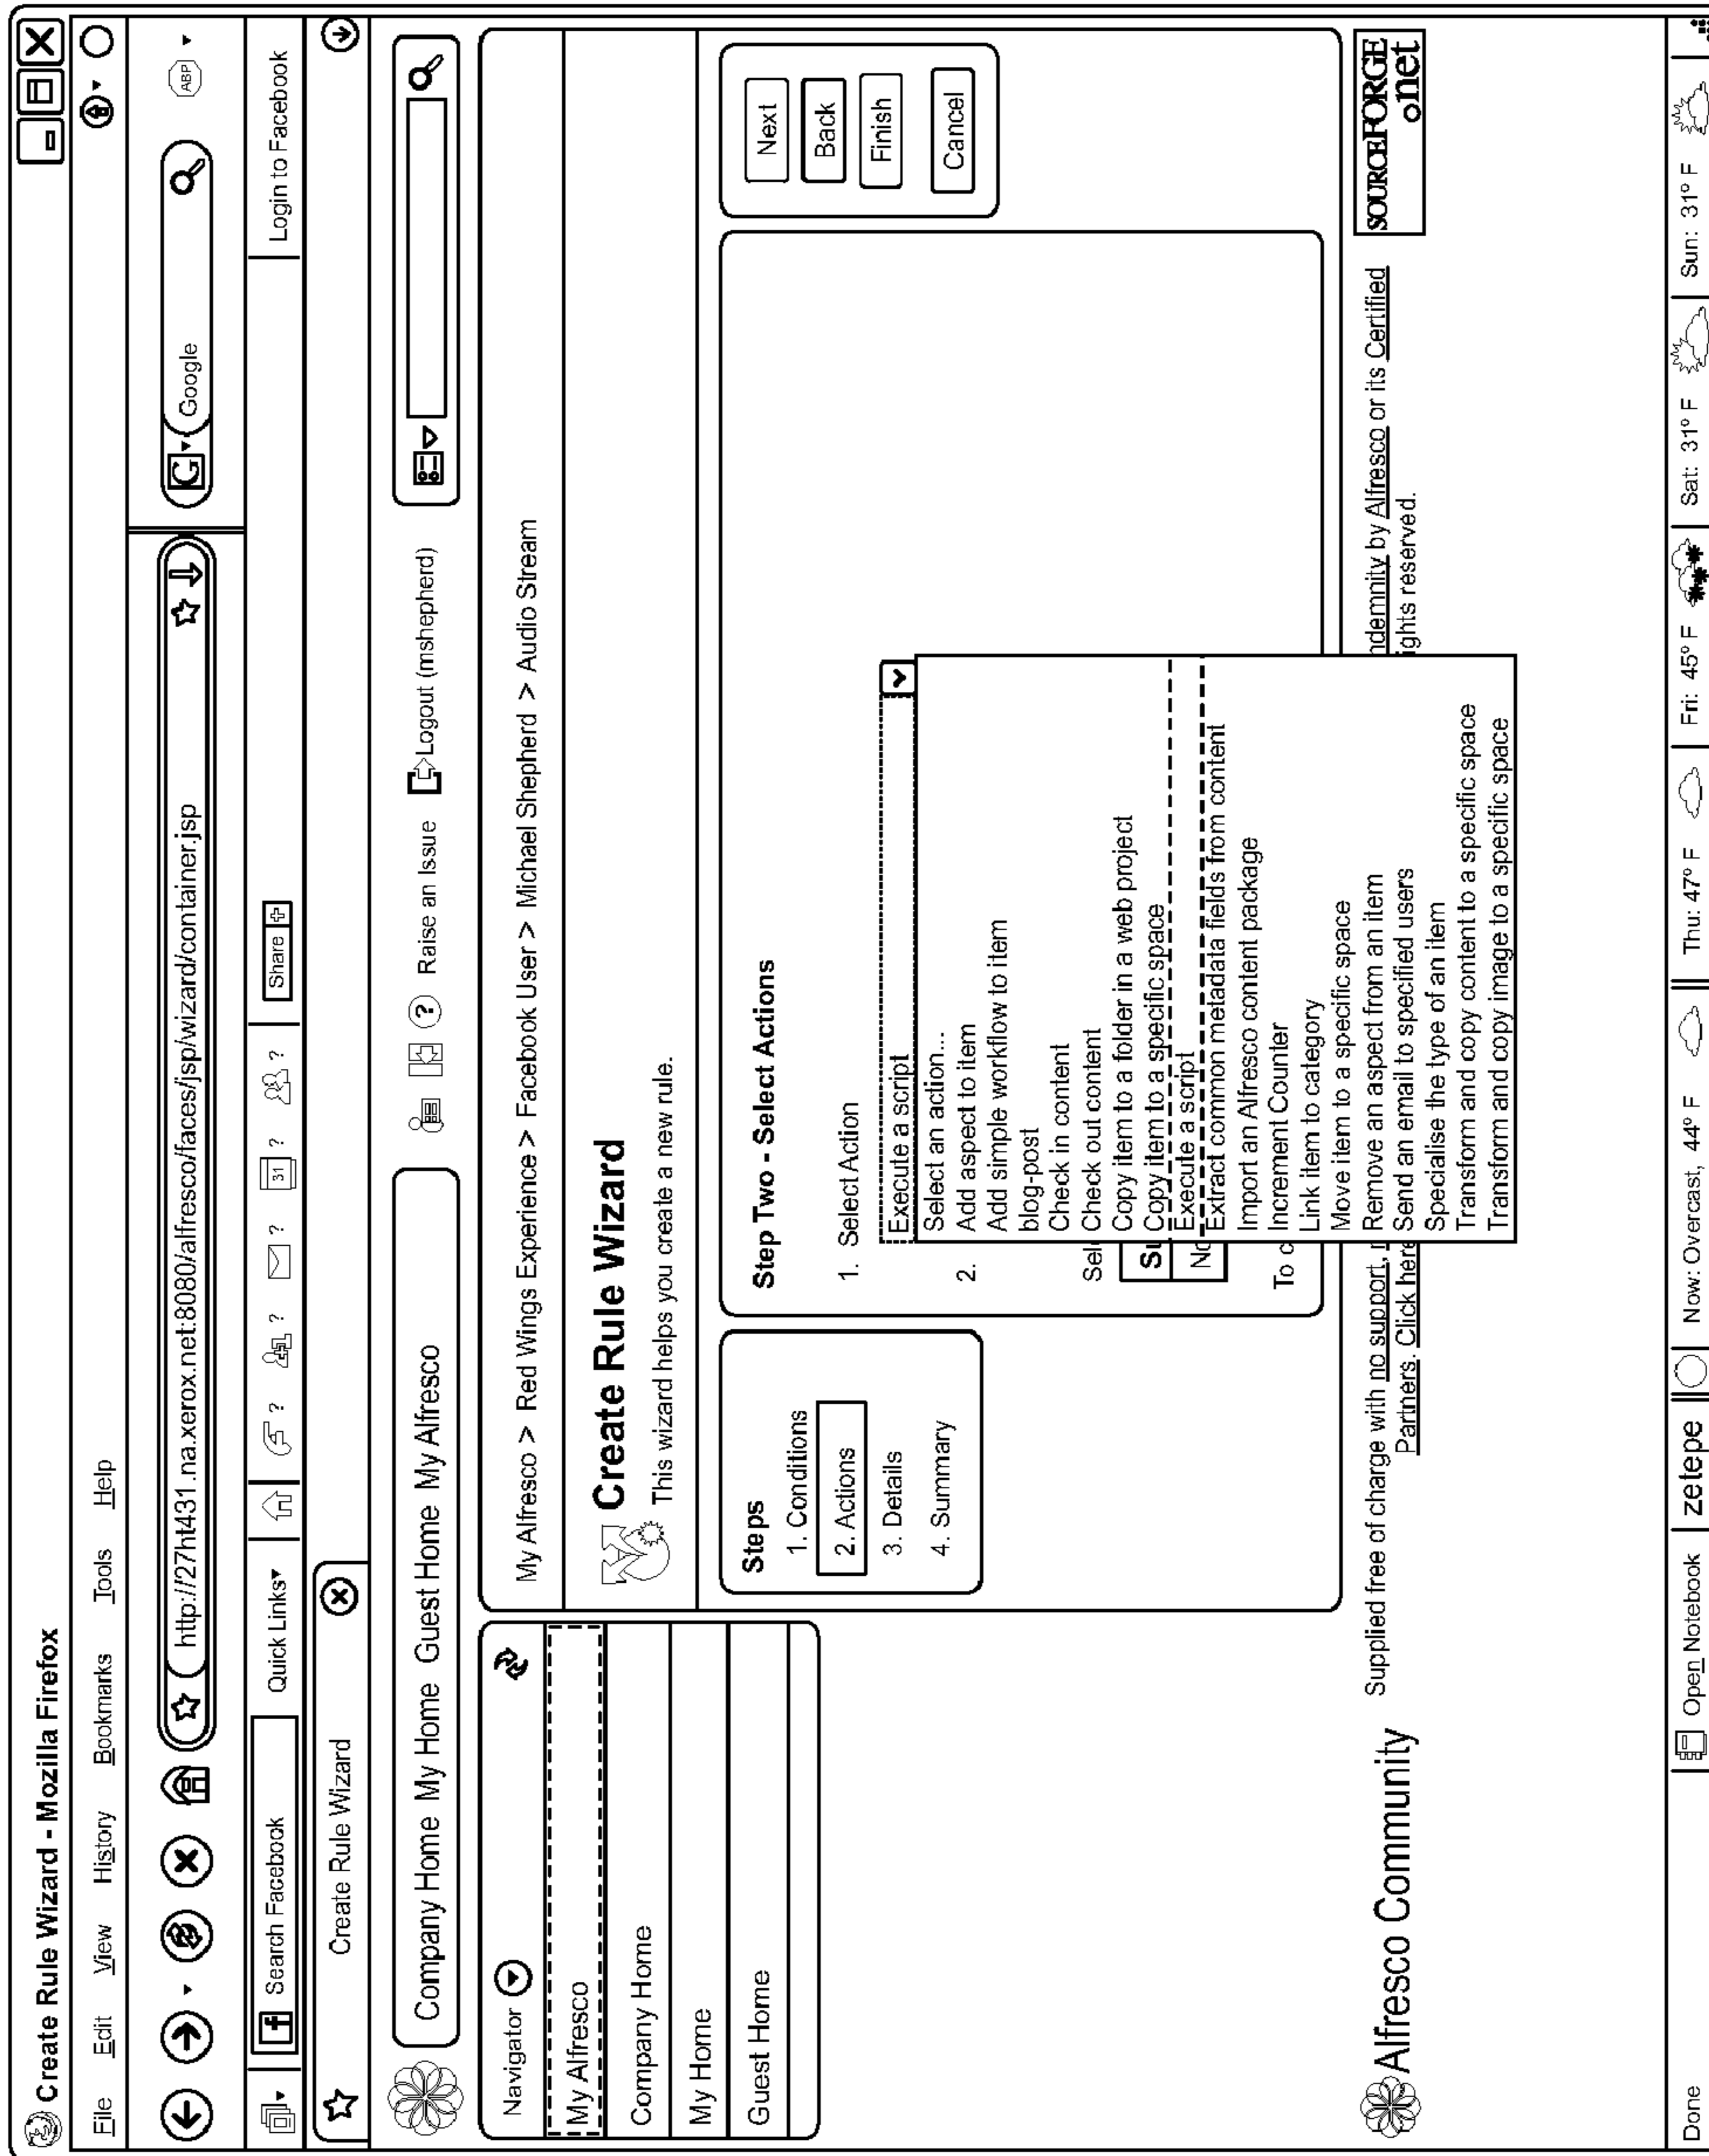 Create Rule Wizard - Mozilla Firefox
File Edit View History Bookmarks Tools Help
http://27ht431.na.xerox.net:8080/alfresco/faces/jsp/wizard/container.jsp G Google ABP
f Search Facebook Quick Links ? ? ? 31 ? ? Share Login to Facebook
Create Rule Wizard
Company Home My Home Guest Home My Alfresco ? Raise an Issue Logout (mshepherd)
Navigator
My Alfresco
Company Home
My Home
Guest Home
My Alfresco > Red Wings Experience > Facebook User > Michael Shepherd > Audio Stream
Create Rule Wizard
This wizard helps you create a new rule.
Steps
1. Conditions
2. Actions
3. Details
4. Summary
Step Two - Select Actions
1. Select Action
Execute a script
Select an action...
2. Add aspect to item
Add simple workflow to item
blog-post
Check in content
Sel Check out content
Copy item to a folder in a web project
Su Copy item to a specific space
Execute a script
No Extract common metadata fields from content
Import an Alfresco content package
To c Increment Counter
Link item to category
Move item to a specific space
Remove an aspect from an item
Send an email to specified users
Specialise the type of an item
Transform and copy content to a specific space
Transform and copy image to a specific space
Next
Back
Finish
Cancel
Alfresco Community Supplied free of charge with no support, ndemnity by Alfresco or its Certified
Partners. Click here ights reserved.
SOURCEFORGE
.net
Done Open Notebook zetepe Now: Overcast, 44° F Thu: 47° F Fri: 45° F Sat: 31° F Sun: 31° F